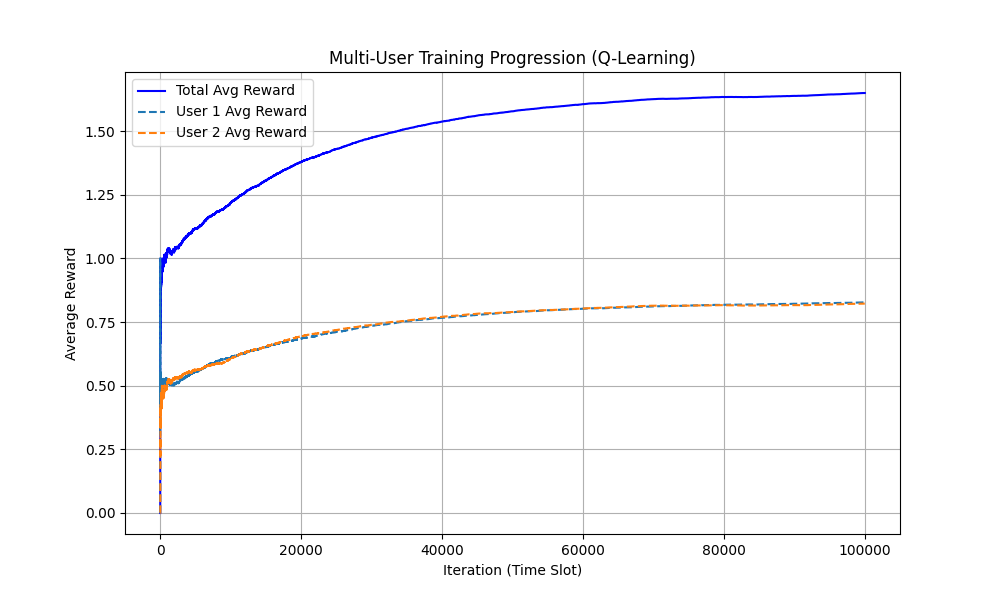 Multi-User Training Progression (Q-Learning)
Total Avg Reward
User 1 Avg Reward
User 2 Avg Reward
1.50
1.25
1.00
0.75
0.50
0.25
0.00
Average Reward
0 20000 40000 60000 80000 100000
Iteration (Time Slot)